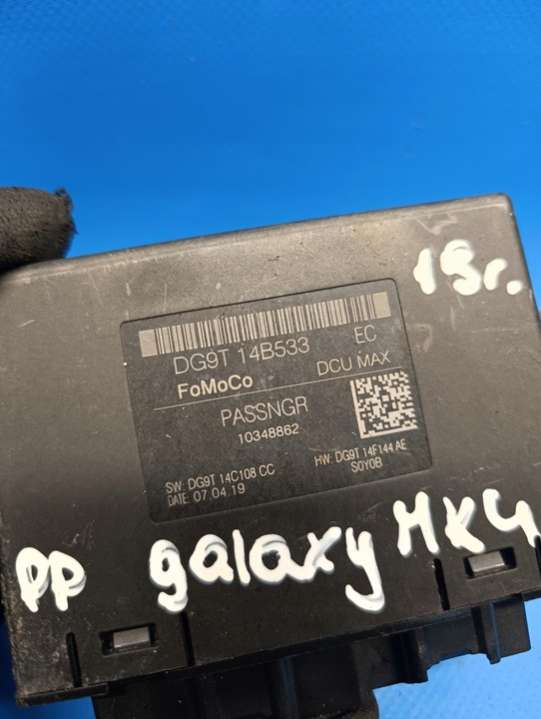 19r.
DG9T 14B533 EC
FoMoCo DCU MAX
PASSNGR
10348862
SW: DG9T 14C108 CC HW: DG9T 14F144 AE
DATE: 07.04.19 S0Y0B
pp galaxy MK4